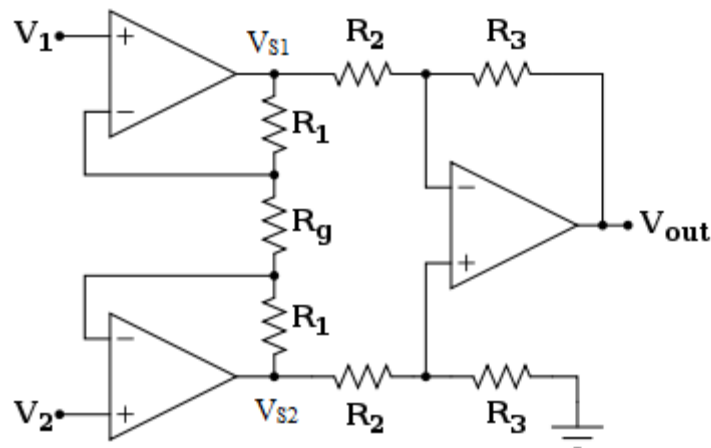 V1
+
−
VS1
R2
R3
R1
Rg
−
+
Vout
R1
−
+
V2
VS2
R2
R3